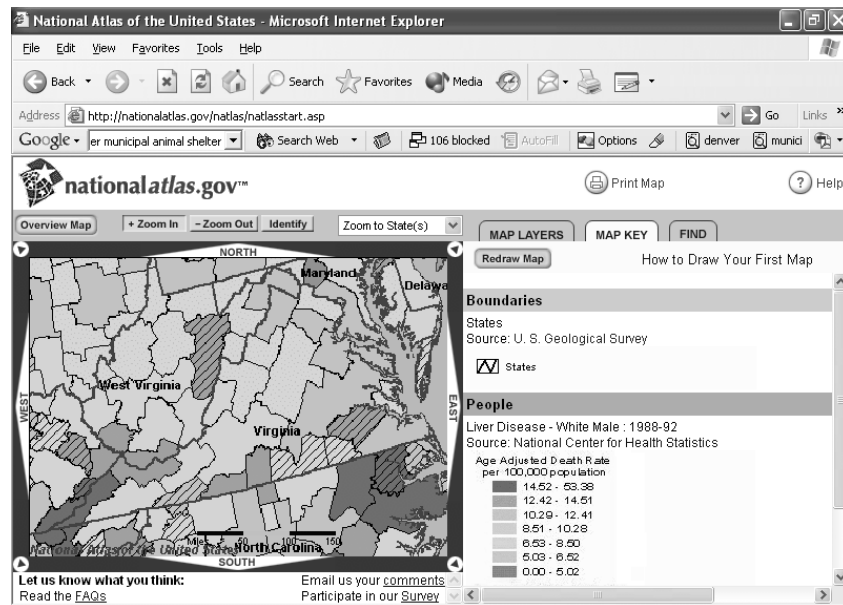 National Atlas of the United States - Microsoft Internet Explorer
File Edit View Favorites Tools Help
Back Search Favorites Media
Address http://nationalatlas.gov/natlas/natlasstart.asp Go Links »
Google er municipal animal shelter Search Web 106 blocked AutoFill Options denver munici
nationalatlas.gov™ Print Map ? Help
Overview Map + Zoom In - Zoom Out Identify Zoom to State(s) MAP LAYERS MAP KEY FIND
NORTH
Redraw Map How to Draw Your First Map
Maryland
Delawa
Boundaries
States
Source: U. S. Geological Survey
States
West Virginia
WEST
EAST
People
Virginia
Liver Disease - White Male : 1988-92
Source: National Center for Health Statistics
Age Adjusted Death Rate
per 100,000 population
14.52 - 53.38
12.42 - 14.51
10.29 - 12.41
8.51 - 10.28
6.53 - 8.50
5.03 - 6.52
0.00 - 5.02
Miles 0 50 100 150
National Atlas of the United States
North Carolina
SOUTH
Let us know what you think: Email us your comments
Read the FAQs Participate in our Survey